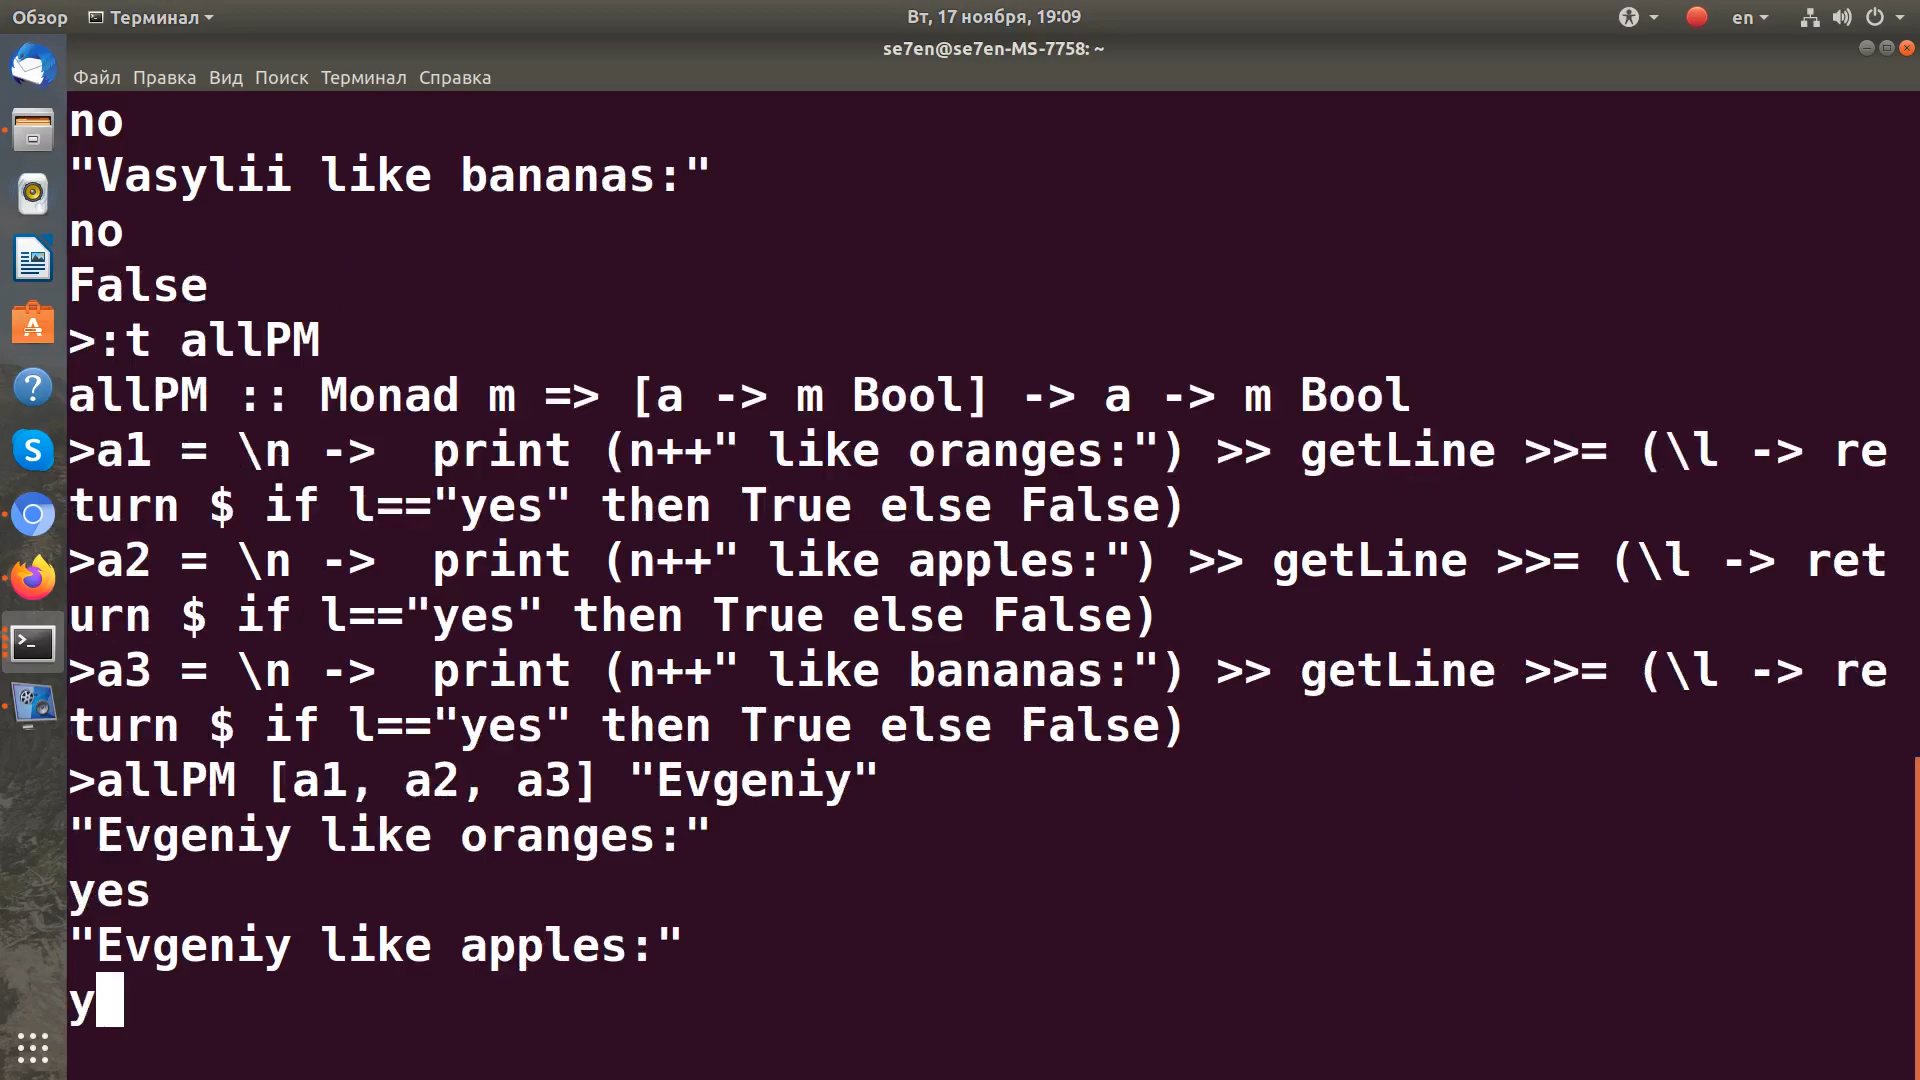 Обзор Терминал Вт, 17 ноября, 19:09 en
se7en@se7en-MS-7758: ~
Файл Правка Вид Поиск Терминал Справка
no
"Vasylii like bananas:"
no
False
>:t allPM
allPM :: Monad m => [a -> m Bool] -> a -> m Bool
>a1 = \n ->  print (n++" like oranges:") >> getLine >>= (\l -> re
turn $ if l=="yes" then True else False)
>a2 = \n ->  print (n++" like apples:") >> getLine >>= (\l -> ret
urn $ if l=="yes" then True else False)
>a3 = \n ->  print (n++" like bananas:") >> getLine >>= (\l -> re
turn $ if l=="yes" then True else False)
>allPM [a1, a2, a3] "Evgeniy"
"Evgeniy like oranges:"
yes
"Evgeniy like apples:"
y